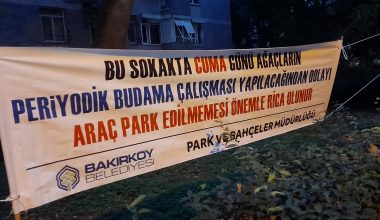 BU SOKAKTA CUMA GÜNÜ AĞAÇLARIN
PERİYODİK BUDAMA ÇALIŞMASI YAPILACAĞINDAN DOLAYI
ARAÇ PARK EDİLMEMESİ ÖNEMLE RİCA OLUNUR
BAKIRKÖY
BELEDİYESİ
PARK VE BAHÇELER MÜDÜRLÜĞÜ